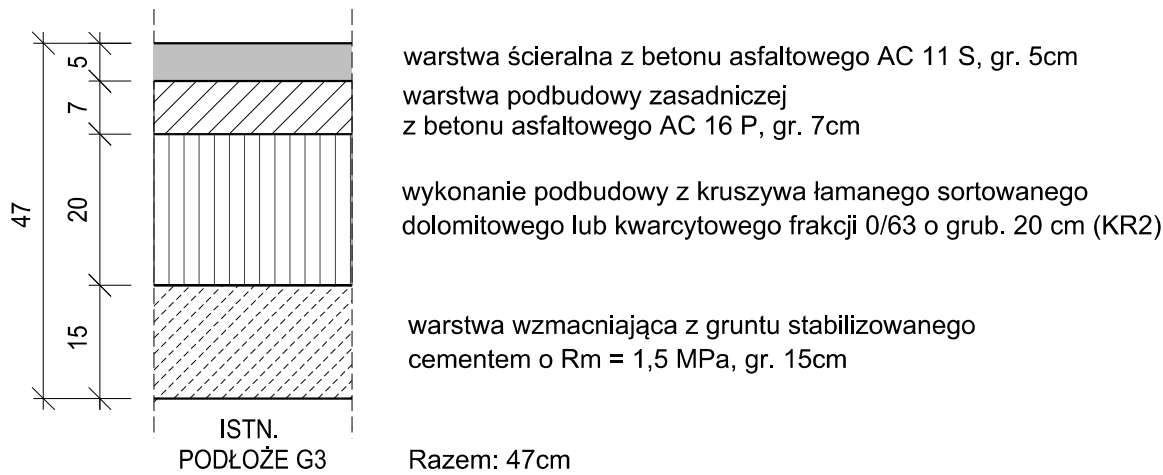 5
warstwa ścieralna z betonu asfaltowego AC 11 S, gr. 5cm
7
warstwa podbudowy zasadniczej
z betonu asfaltowego AC 16 P, gr. 7cm
47
20
wykonanie podbudowy z kruszywa łamanego sortowanego
dolomitowego lub kwarcytowego frakcji 0/63 o grub. 20 cm (KR2)
15
warstwa wzmacniająca z gruntu stabilizowanego
cementem o Rm = 1,5 MPa, gr. 15cm
ISTN.
PODŁOŻE G3
Razem: 47cm